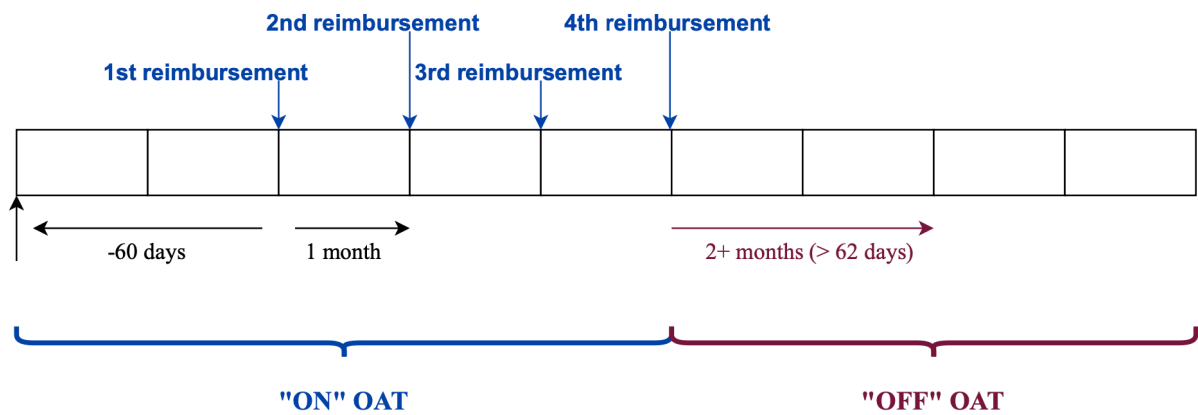 2nd reimbursement
4th reimbursement
1st reimbursement
3rd reimbursement
-60 days
1 month
2+ months (> 62 days)
"ON" OAT
"OFF" OAT